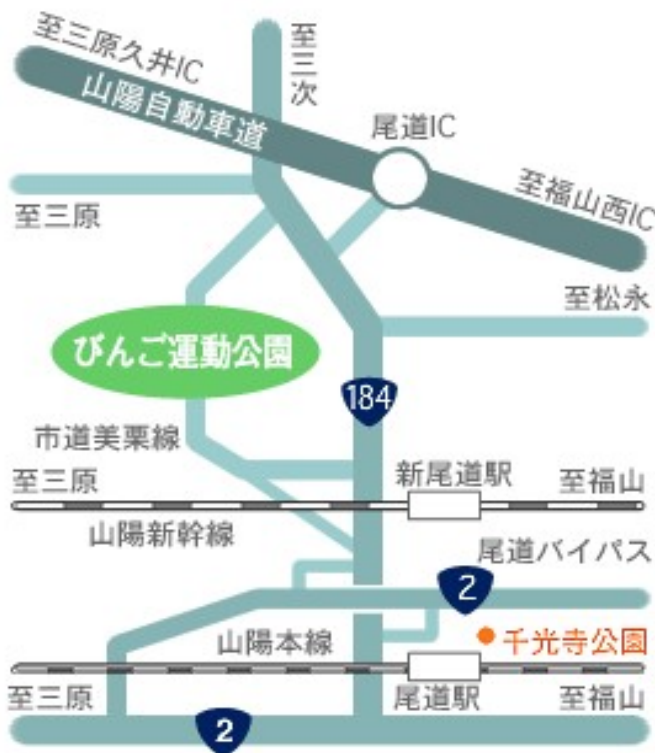 至三原久井IC
至三次
山陽自動車道
尾道IC
至福山西IC
至三原
至松永
びんご運動公園
184
市道美栗線
至三原
新尾道駅
至福山
山陽新幹線
尾道バイパス
2
山陽本線
千光寺公園
至三原
尾道駅
至福山
2